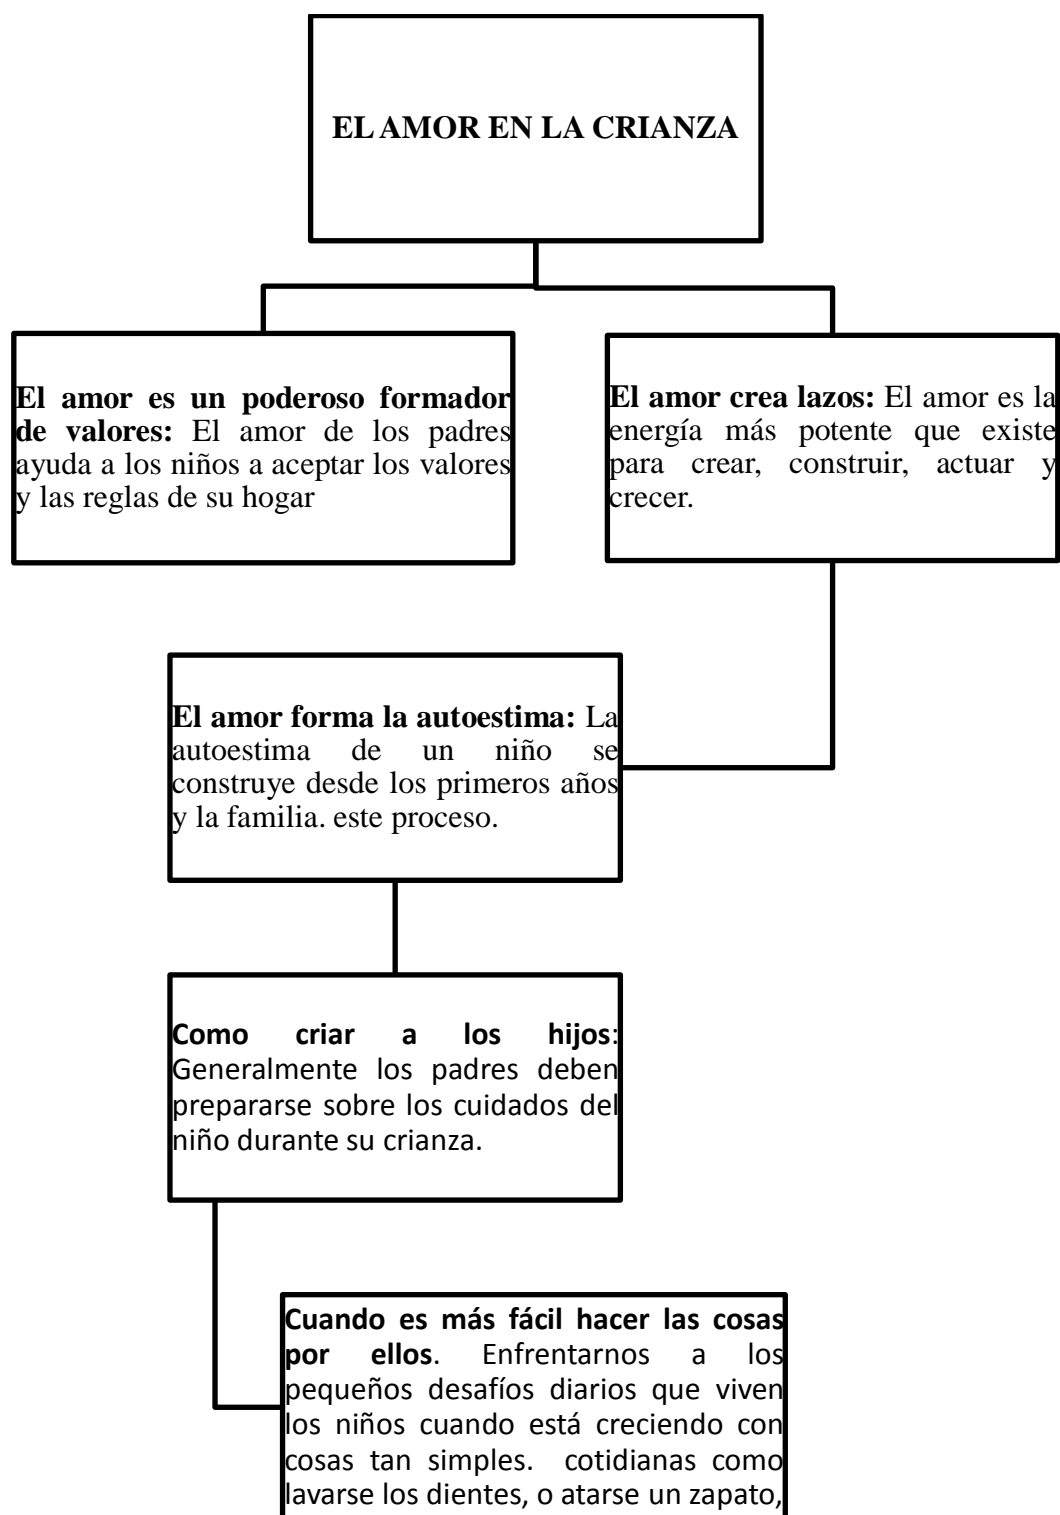 EL AMOR EN LA CRIANZA
El amor es un poderoso formador
de valores: El amor de los padres
ayuda a los niños a aceptar los valores
y las reglas de su hogar
El amor crea lazos: El amor es la
energía más potente que existe
para crear, construir, actuar y
crecer.
El amor forma la autoestima: La
autoestima de un niño se
construye desde los primeros años
y la familia. este proceso.
Como criar a los hijos:
Generalmente los padres deben
prepararse sobre los cuidados del
niño durante su crianza.
Cuando es más fácil hacer las cosas
por ellos. Enfrentarnos a los
pequeños desafíos diarios que viven
los niños cuando está creciendo con
cosas tan simples. cotidianas como
lavarse los dientes, o atarse un zapato,